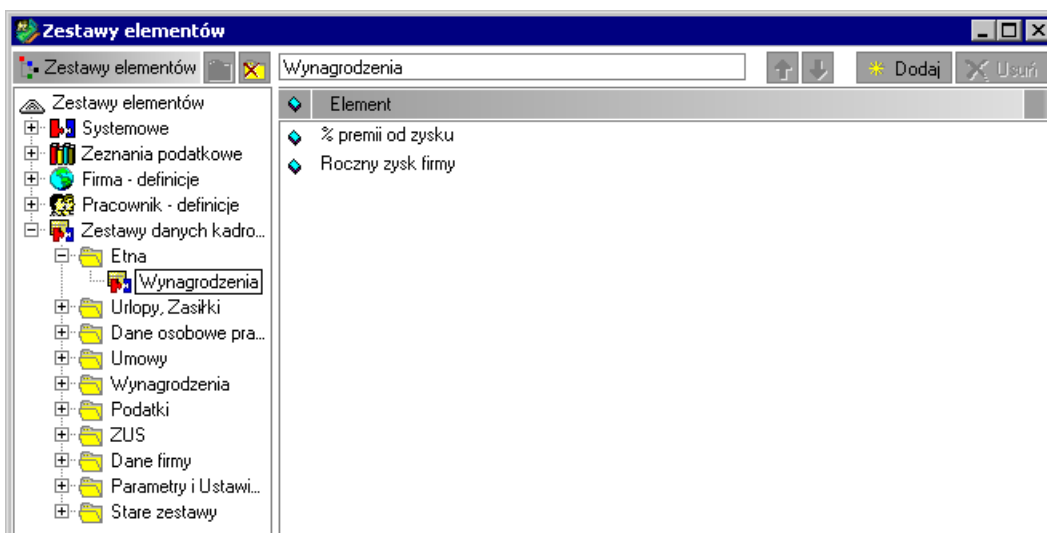 Zestawy elementów
Zestawy elementów
Wynagrodzenia
Dodaj
Usuń
Zestawy elementów
Systemowe
Zeznania podatkowe
Firma - definicje
Pracownik - definicje
Zestawy danych kadro...
Etna
Wynagrodzenia
Urlopy, Zasiłki
Dane osobowe pra...
Umowy
Wynagrodzenia
Podatki
ZUS
Dane firmy
Parametry i Ustawi...
Stare zestawy
Element
% premii od zysku
Roczny zysk firmy